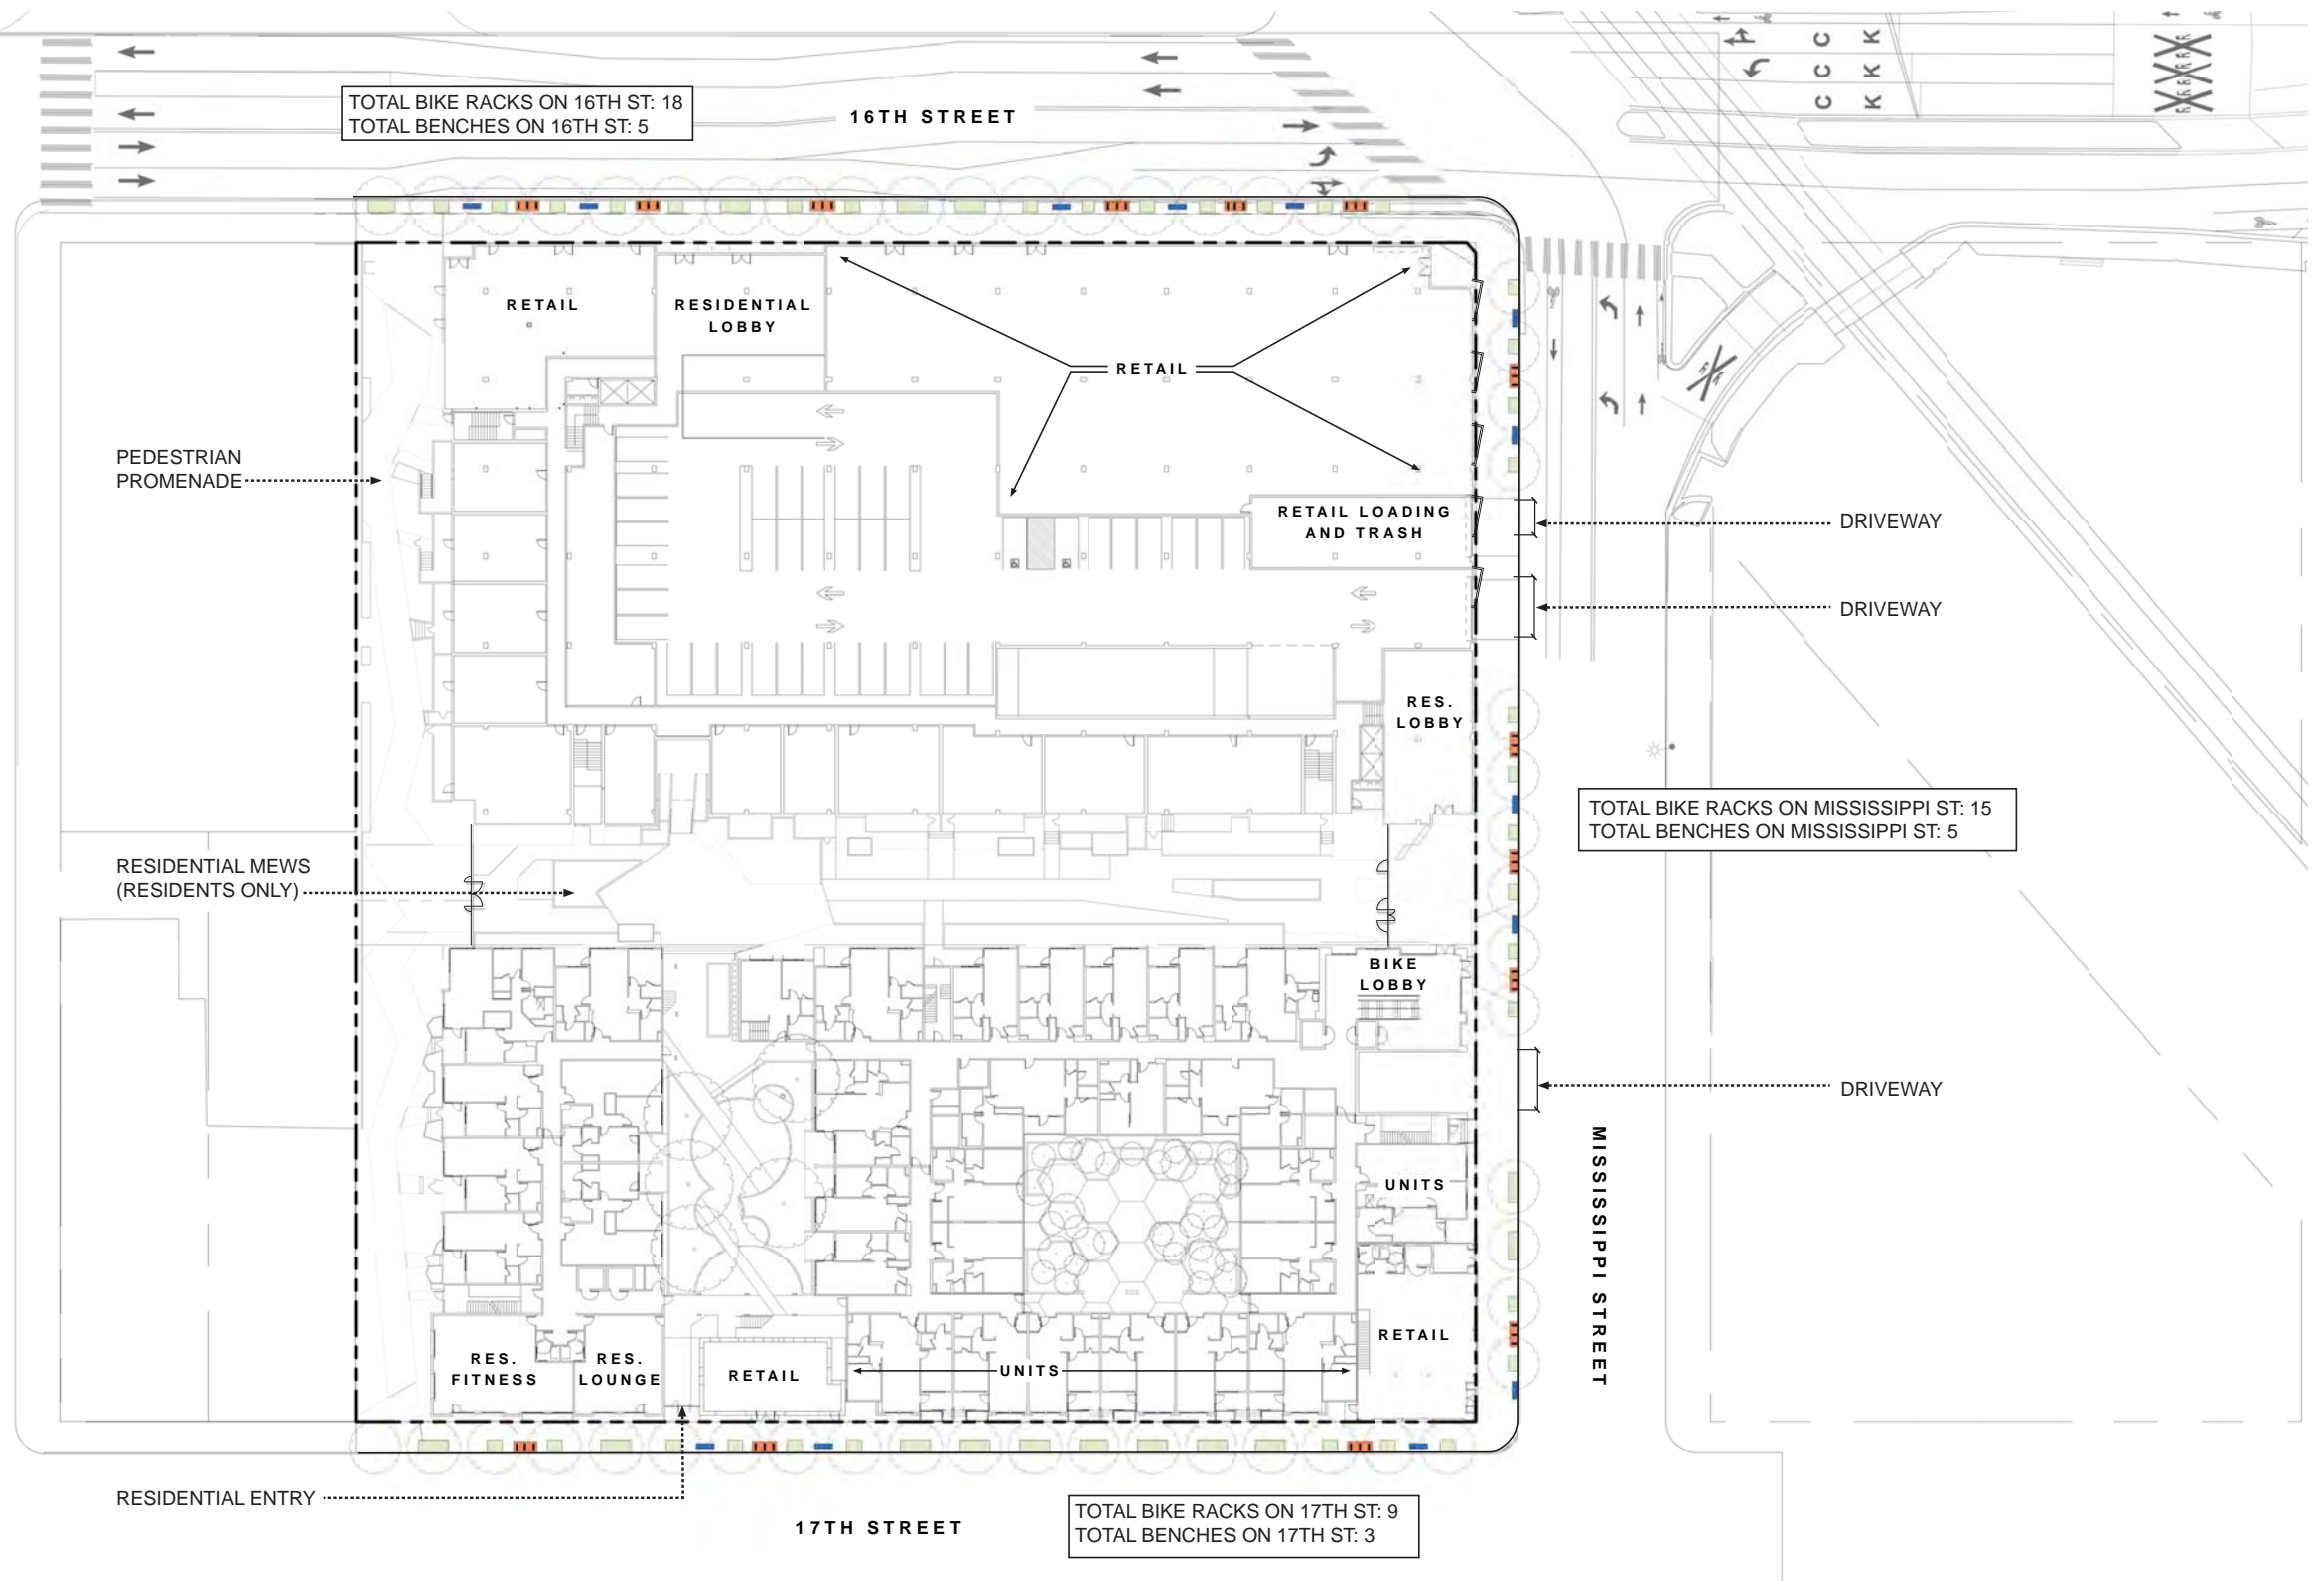 C K
C K
C K
TOTAL BIKE RACKS ON 16TH ST: 18
TOTAL BENCHES ON 16TH ST: 5
16TH STREET
RETAIL
RESIDENTIAL
LOBBY
RETAIL
PEDESTRIAN
PROMENADE
RETAIL LOADING
AND TRASH
DRIVEWAY
DRIVEWAY
RES.
LOBBY
TOTAL BIKE RACKS ON MISSISSIPPI ST: 15
TOTAL BENCHES ON MISSISSIPPI ST: 5
RESIDENTIAL MEWS
(RESIDENTS ONLY)
BIKE
LOBBY
DRIVEWAY
MISSISSIPPI STREET
UNITS
RETAIL
RES.
FITNESS
RES.
LOUNGE
RETAIL
UNITS
RESIDENTIAL ENTRY
17TH STREET
TOTAL BIKE RACKS ON 17TH ST: 9
TOTAL BENCHES ON 17TH ST: 3